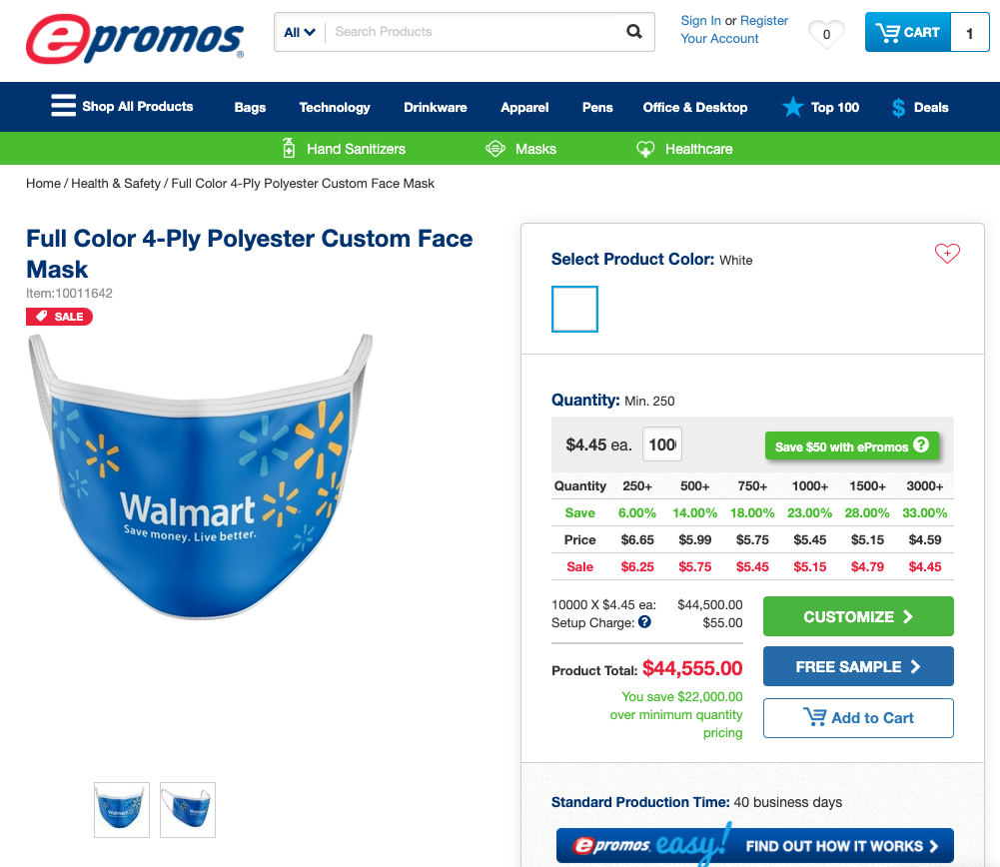 epromos®
All
Search Products
Sign In or Register
Your Account
0
CART
1
Shop All Products
Bags
Technology
Drinkware
Apparel
Pens
Office & Desktop
Top 100
$ Deals
Hand Sanitizers
Masks
Healthcare
Home / Health & Safety / Full Color 4-Ply Polyester Custom Face Mask
Full Color 4-Ply Polyester Custom Face
Mask
Item:10011642
SALE
Walmart
Save money. Live better.
Walmart
Walmart
Select Product Color: White
Quantity: Min. 250
$4.45 ea.
100
Save $50 with ePromos ?
Quantity 250+ 500+ 750+ 1000+ 1500+ 3000+
Save 6.00% 14.00% 18.00% 23.00% 28.00% 33.00%
Price $6.65 $5.99 $5.75 $5.45 $5.15 $4.59
Sale $6.25 $5.75 $5.45 $5.15 $4.79 $4.45
10000 X $4.45 ea: $44,500.00
Setup Charge: ? $55.00
Product Total: $44,555.00
You save $22,000.00
over minimum quantity
pricing
CUSTOMIZE
FREE SAMPLE
Add to Cart
Standard Production Time: 40 business days
epromos. easy! FIND OUT HOW IT WORKS